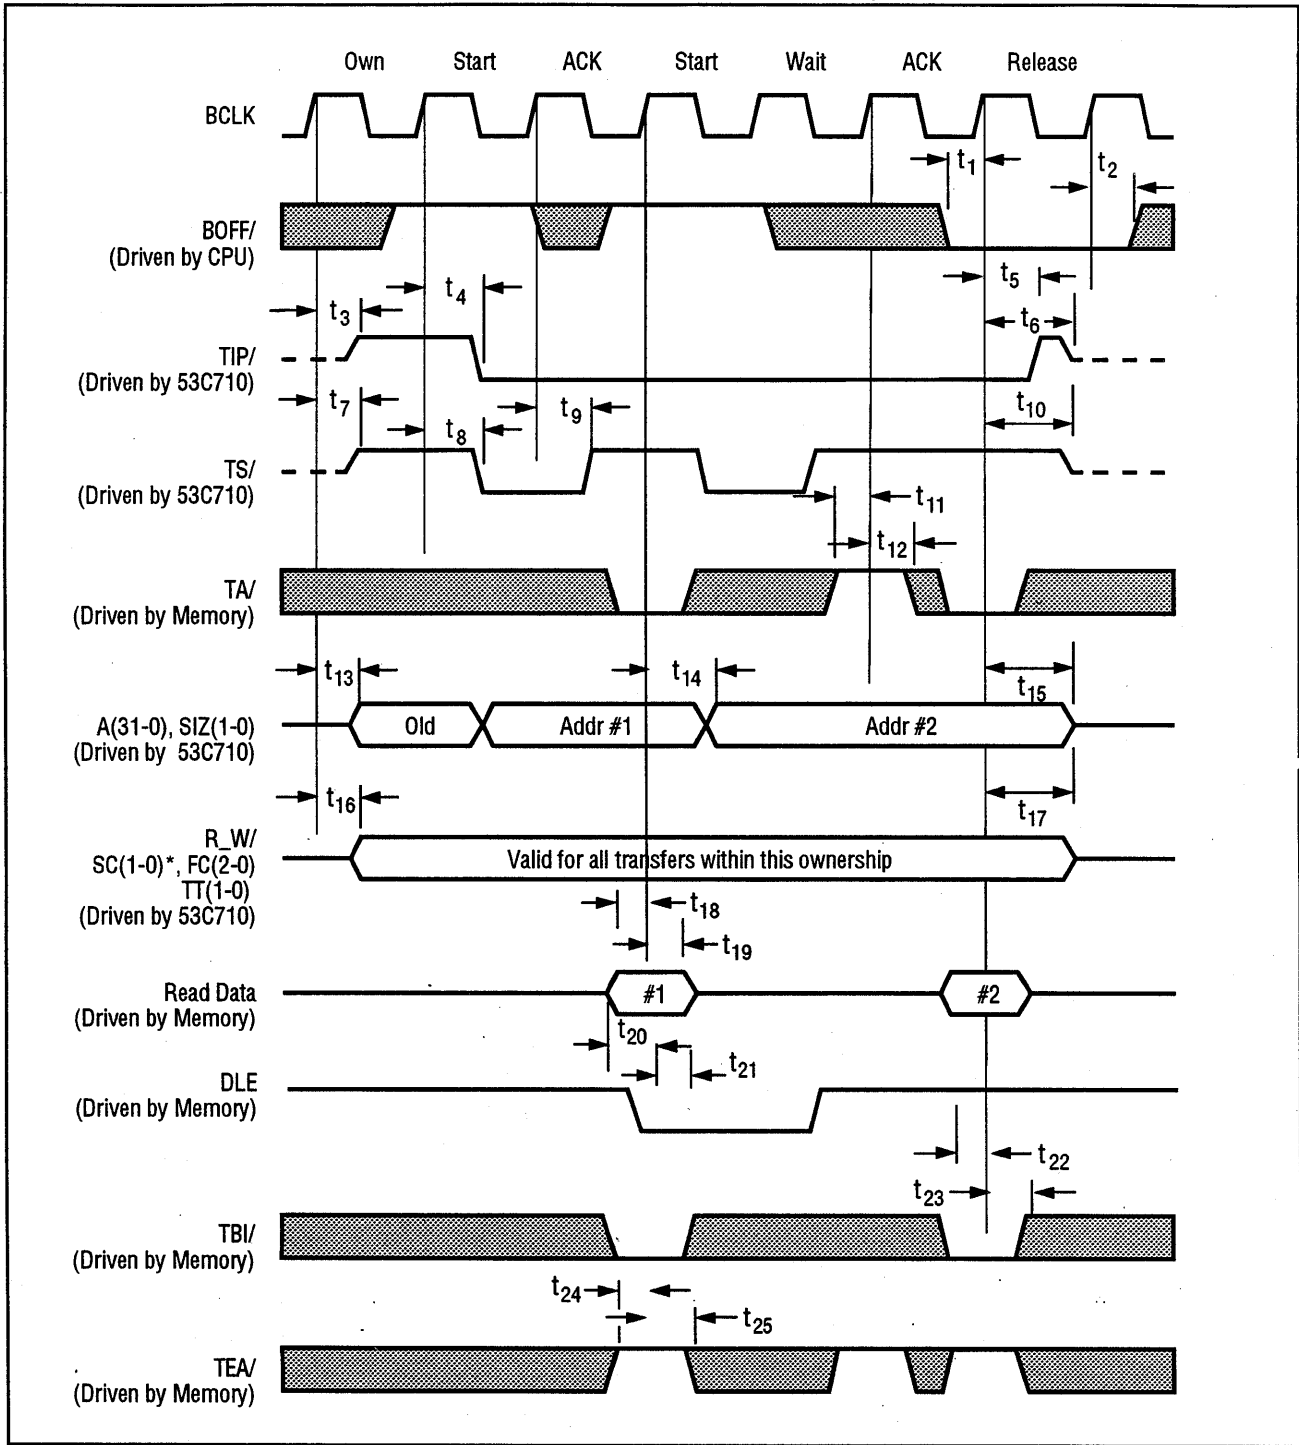 Own Start ACK Start Wait ACK Release
BCLK
t1
t2
BOFF/
(Driven by CPU)
t5
t4
t3
t6
TIP/
(Driven by 53C710)
t7
t9
t10
t8
TS/
(Driven by 53C710)
t11
t12
TA/
(Driven by Memory)
t13
t14
t15
A(31-0), SIZ(1-0)
(Driven by 53C710)
Old
Addr #1
Addr #2
t16
t17
R_W/
SC(1-0)*, FC(2-0)
TT(1-0)
(Driven by 53C710)
Valid for all transfers within this ownership
t18
t19
Read Data
(Driven by Memory)
#1
#2
t20
t21
DLE
(Driven by Memory)
t22
t23
TBI/
(Driven by Memory)
t24
t25
TEA/
(Driven by Memory)